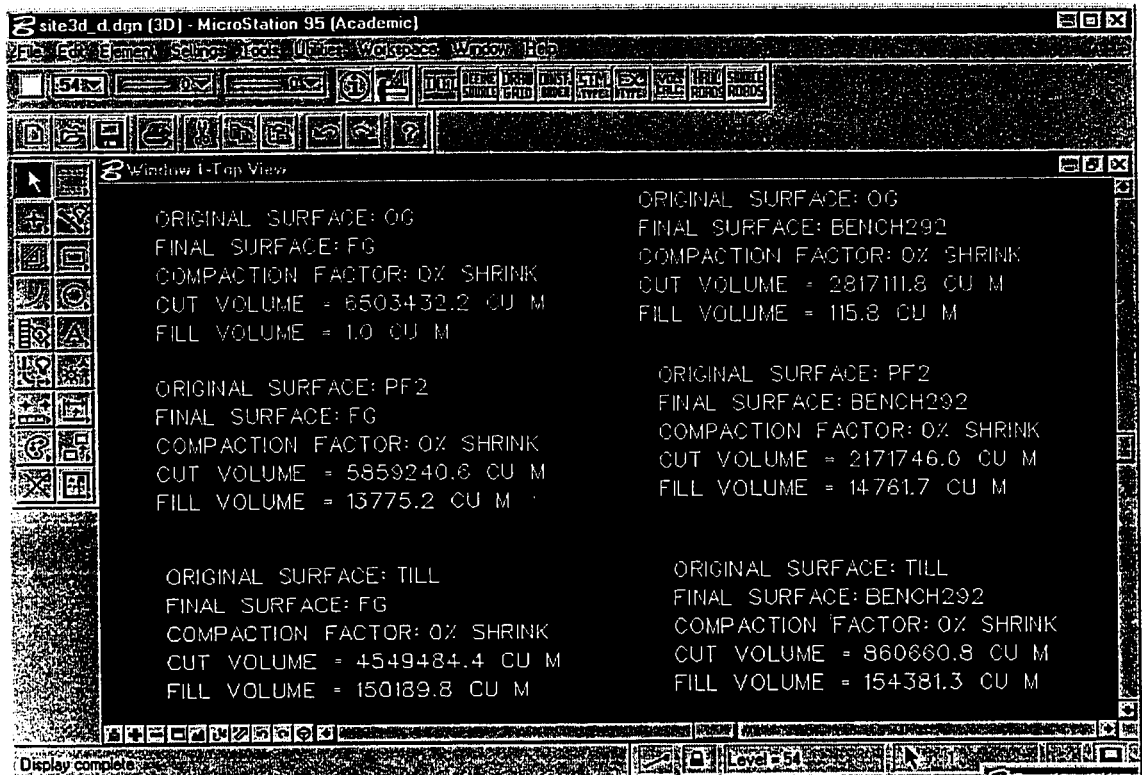 site3d_d.dgn (3D) - MicroStation 95 (Academic)
File Edit Element Settings Tools Utilities Workspace Window Help
Window 1-Top View
ORIGINAL SURFACE: OG
FINAL SURFACE: FG
COMPACTION FACTOR: 0% SHRINK
CUT VOLUME = 6503432.2 CU M
FILL VOLUME = 1.0 CU M
ORIGINAL SURFACE: OG
FINAL SURFACE: BENCH292
COMPACTION FACTOR: 0% SHRINK
CUT VOLUME = 2817111.8 CU M
FILL VOLUME = 115.8 CU M
ORIGINAL SURFACE: PF2
FINAL SURFACE: FG
COMPACTION FACTOR: 0% SHRINK
CUT VOLUME = 5859240.6 CU M
FILL VOLUME = 13775.2 CU M
ORIGINAL SURFACE: PF2
FINAL SURFACE: BENCH292
COMPACTION FACTOR: 0% SHRINK
CUT VOLUME = 2171746.0 CU M
FILL VOLUME = 14761.7 CU M
ORIGINAL SURFACE: TILL
FINAL SURFACE: FG
COMPACTION FACTOR: 0% SHRINK
CUT VOLUME = 4549484.4 CU M
FILL VOLUME = 150189.8 CU M
ORIGINAL SURFACE: TILL
FINAL SURFACE: BENCH292
COMPACTION FACTOR: 0% SHRINK
CUT VOLUME = 860660.8 CU M
FILL VOLUME = 154381.3 CU M
Display complete
Level = 54